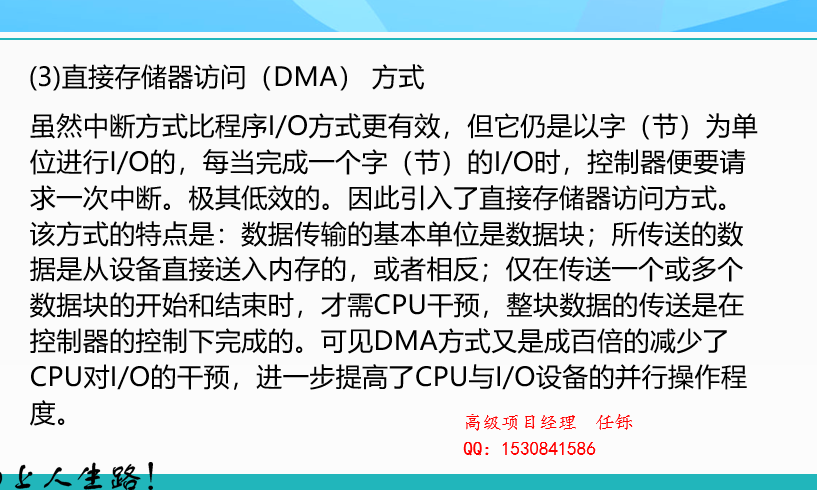 (3)直接存储器访问（DMA） 方式
虽然中断方式比程序I/O方式更有效，但它仍是以字（节）为单
位进行I/O的，每当完成一个字（节）的I/O时，控制器便要请
求一次中断。极其低效的。因此引入了直接存储器访问方式。
该方式的特点是：数据传输的基本单位是数据块；所传送的数
据是从设备直接送入内存的，或者相反；仅在传送一个或多个
数据块的开始和结束时，才需CPU干预，整块数据的传送是在
控制器的控制下完成的。可见DMA方式又是成百倍的减少了
CPU对I/O的干预，进一步提高了CPU与I/O设备的并行操作程
度。
高级项目经理 任铄
QQ：1530841586
上人生路！